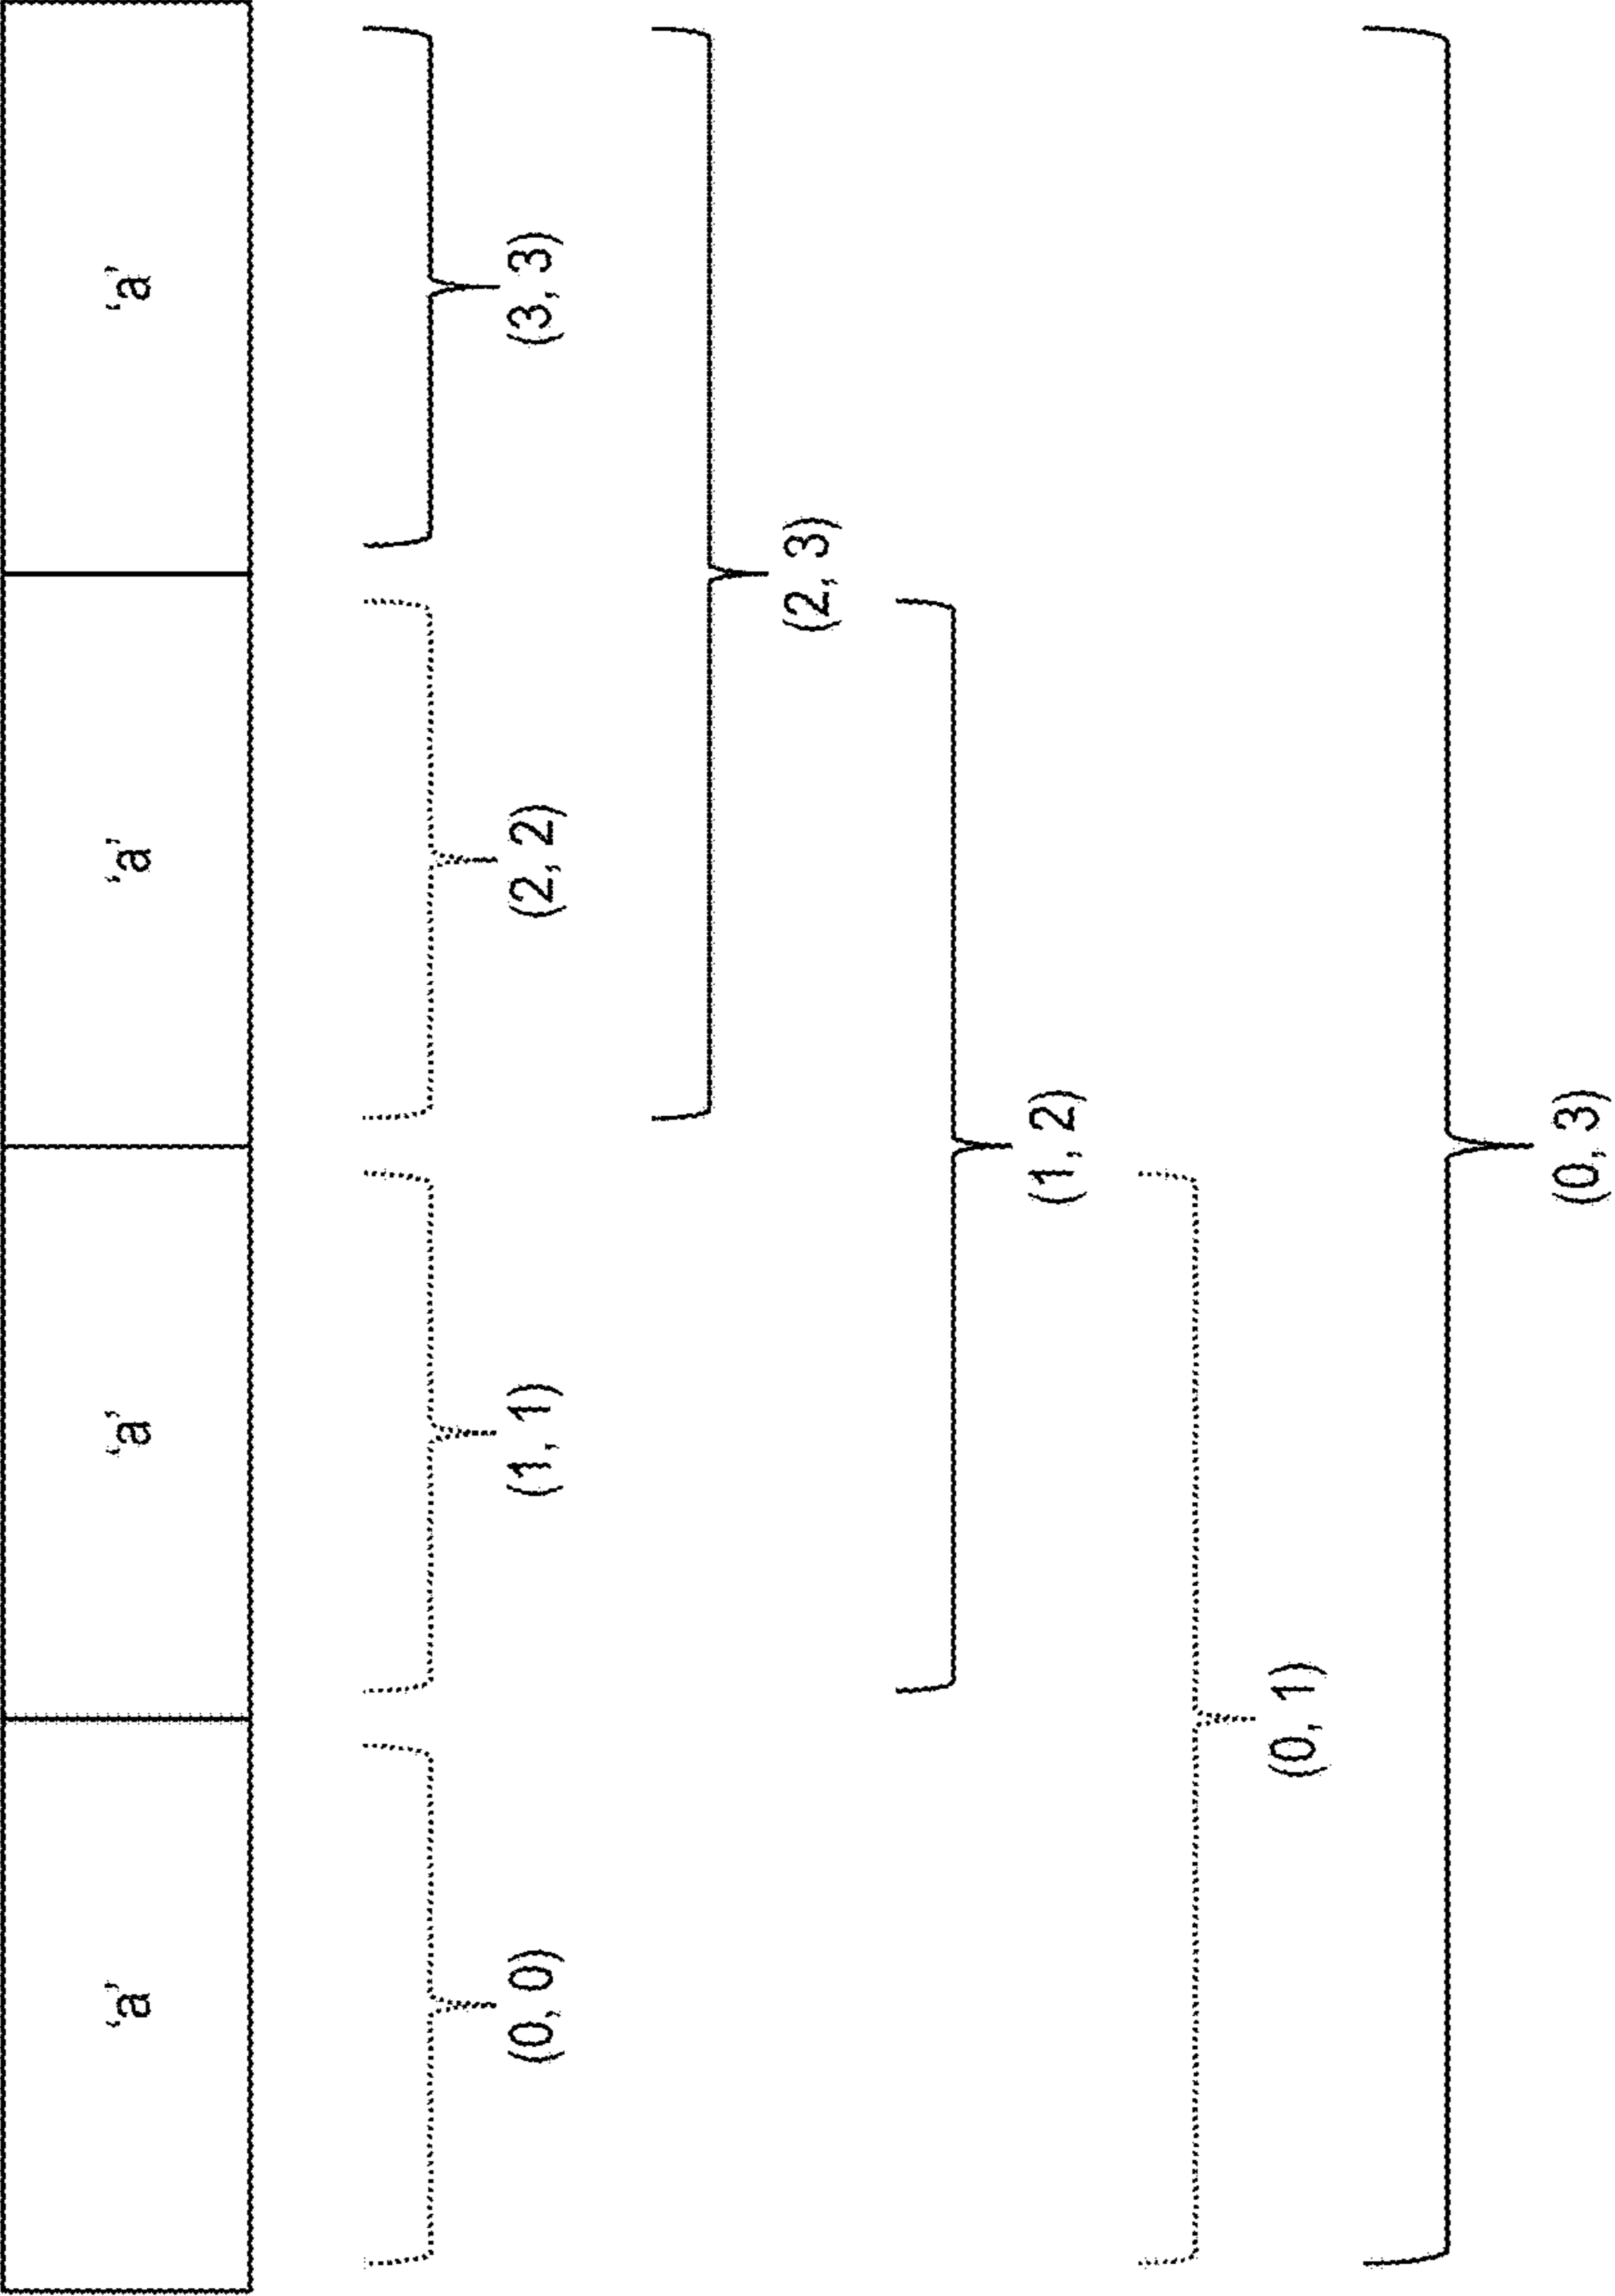 ‘a’ ‘a’ ‘a’ ‘a’
(0, 0) (1, 1) (2, 2) (3, 3)
(2, 3)
(1, 2)
(0, 1)
(0, 3)